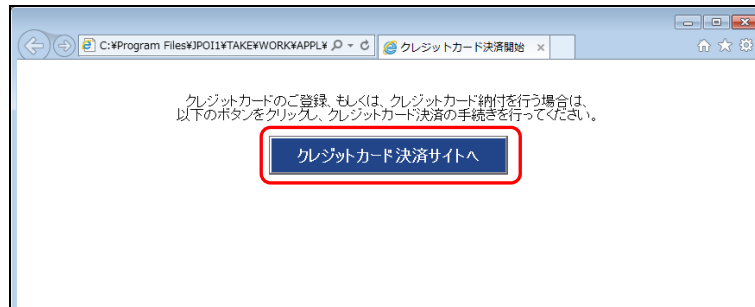 C:¥Program Files¥JPOI1¥TAKE¥WORK¥APPL¥
クレジットカード決済開始
クレジットカードのご登録、もしくは、クレジットカード納付を行う場合は、
以下のボタンをクリックし、クレジットカード決済の手続きを行ってください。
クレジットカード決済サイトへ